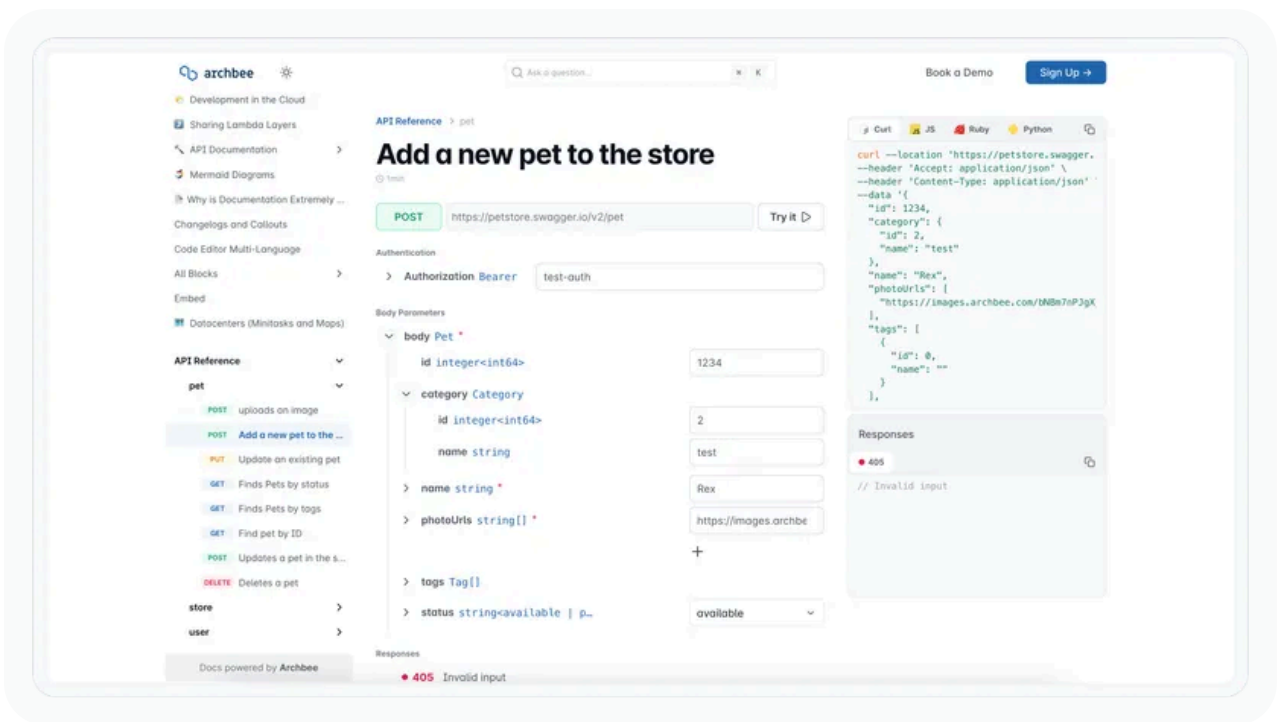 archbee
Ask a question...
⌘ K
Book a Demo
Sign Up →
Development in the Cloud
Sharing Lambda Layers
API Documentation
Mermaid Diagrams
Why is Documentation Extremely ...
Changelogs and Callouts
Code Editor Multi-Language
All Blocks
Embed
Datacenters (Minitasks and Maps)
API Reference
pet
POST uploads an image
POST Add a new pet to the ...
PUT Update an existing pet
GET Finds Pets by status
GET Finds Pets by tags
GET Find pet by ID
POST Updates a pet in the s...
DELETE Deletes a pet
store
user
Docs powered by Archbee
API Reference > pet
Add a new pet to the store
1 min
POST https://petstore.swagger.io/v2/pet Try it
Authentication
Authorization Bearer test-auth
Body Parameters
body Pet *
id integer<int64> 1234
category Category
id integer<int64> 2
name string test
name string * Rex
photoUrls string[] * https://images.archbe
+
tags Tag[]
status string<available | p… available
Responses
405 Invalid input
Curl JS Ruby Python
curl --location 'https://petstore.swagger.
--header 'Accept: application/json' \
--header 'Content-Type: application/json'
--data '{
"id": 1234,
"category": {
"id": 2,
"name": "test"
},
"name": "Rex",
"photoUrls": [
"https://images.archbee.com/bNBm7nPJgX
],
"tags": [
{
"id": 0,
"name": ""
}
],
Responses
405
// Invalid input